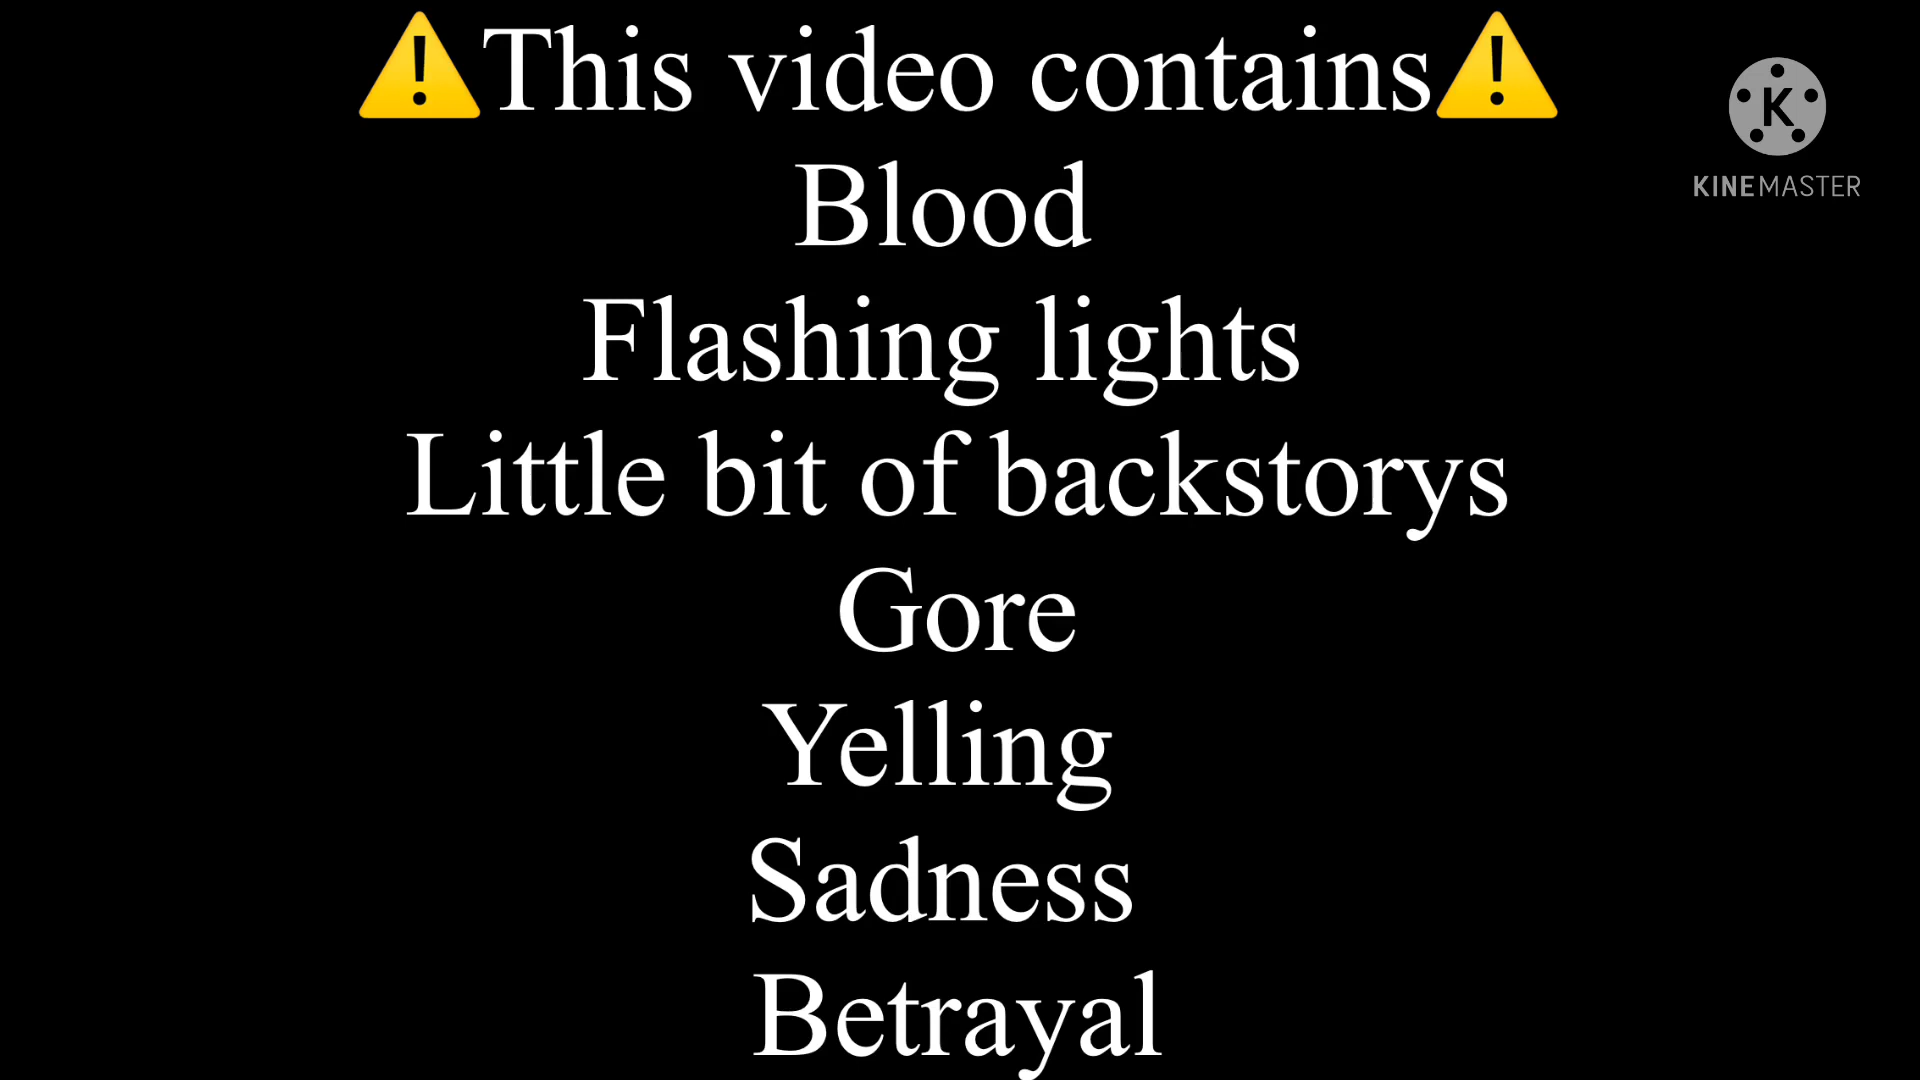 ⚠️This video contains⚠️
Blood
Flashing lights
Little bit of backstorys
Gore
Yelling
Sadness
Betrayal
K
KINEMASTER